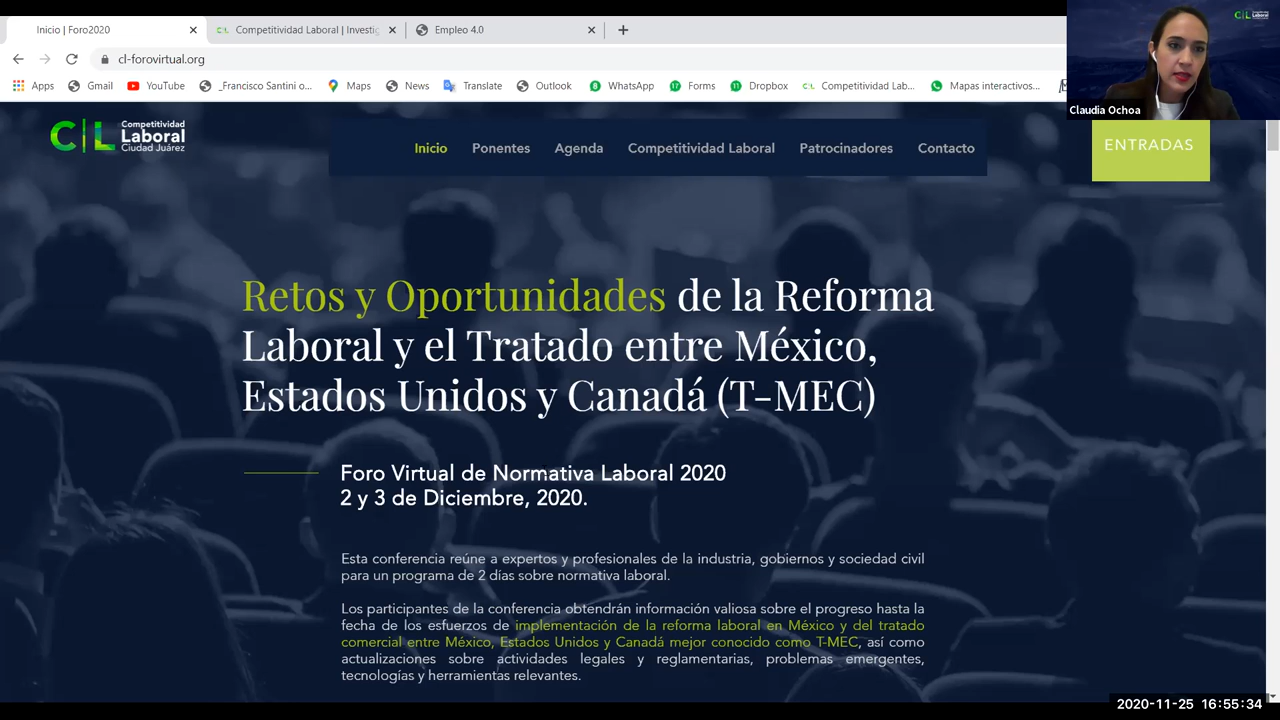 Inicio | Foro2020
Competitividad Laboral | Investig
Empleo 4.0
cl-forovirtual.org
Apps
Gmail
YouTube
_Francisco Santini o...
Maps
News
Translate
Outlook
WhatsApp
Forms
Dropbox
Competitividad Lab...
Mapas interactivos...
Claudia Ochoa
C|L Competitividad
Laboral
Ciudad Juárez
Inicio
Ponentes
Agenda
Competitividad Laboral
Patrocinadores
Contacto
ENTRADAS
Retos y Oportunidades de la Reforma
Laboral y el Tratado entre México,
Estados Unidos y Canadá (T-MEC)
Foro Virtual de Normativa Laboral 2020
2 y 3 de Diciembre, 2020.
Esta conferencia reúne a expertos y profesionales de la industria, gobiernos y sociedad civil
para un programa de 2 días sobre normativa laboral.
Los participantes de la conferencia obtendrán información valiosa sobre el progreso hasta la
fecha de los esfuerzos de implementación de la reforma laboral en México y del tratado
comercial entre México, Estados Unidos y Canadá mejor conocido como T-MEC, así como
actualizaciones sobre actividades legales y reglamentarias, problemas emergentes,
tecnologías y herramientas relevantes.
2020-11-25 16:55:34